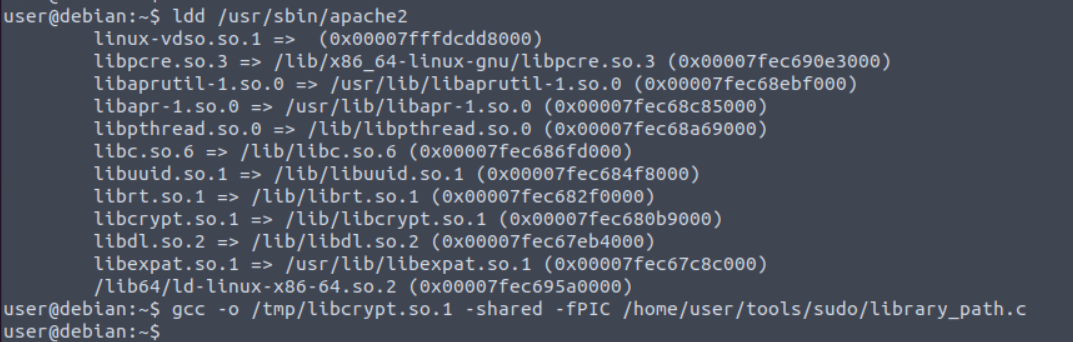 user@debian:~$ ldd /usr/sbin/apache2
linux-vdso.so.1 =>  (0x00007fffdcdd8000)
libpcre.so.3 => /lib/x86_64-linux-gnu/libpcre.so.3 (0x00007fec690e3000)
libaprutil-1.so.0 => /usr/lib/libaprutil-1.so.0 (0x00007fec68ebf000)
libapr-1.so.0 => /usr/lib/libapr-1.so.0 (0x00007fec68c85000)
libpthread.so.0 => /lib/libpthread.so.0 (0x00007fec68a69000)
libc.so.6 => /lib/libc.so.6 (0x00007fec686fd000)
libuuid.so.1 => /lib/libuuid.so.1 (0x00007fec684f8000)
librt.so.1 => /lib/librt.so.1 (0x00007fec682f0000)
libcrypt.so.1 => /lib/libcrypt.so.1 (0x00007fec680b9000)
libdl.so.2 => /lib/libdl.so.2 (0x00007fec67eb4000)
libexpat.so.1 => /usr/lib/libexpat.so.1 (0x00007fec67c8c000)
/lib64/ld-linux-x86-64.so.2 (0x00007fec695a0000)
user@debian:~$ gcc -o /tmp/libcrypt.so.1 -shared -fPIC /home/user/tools/sudo/library_path.c
user@debian:~$